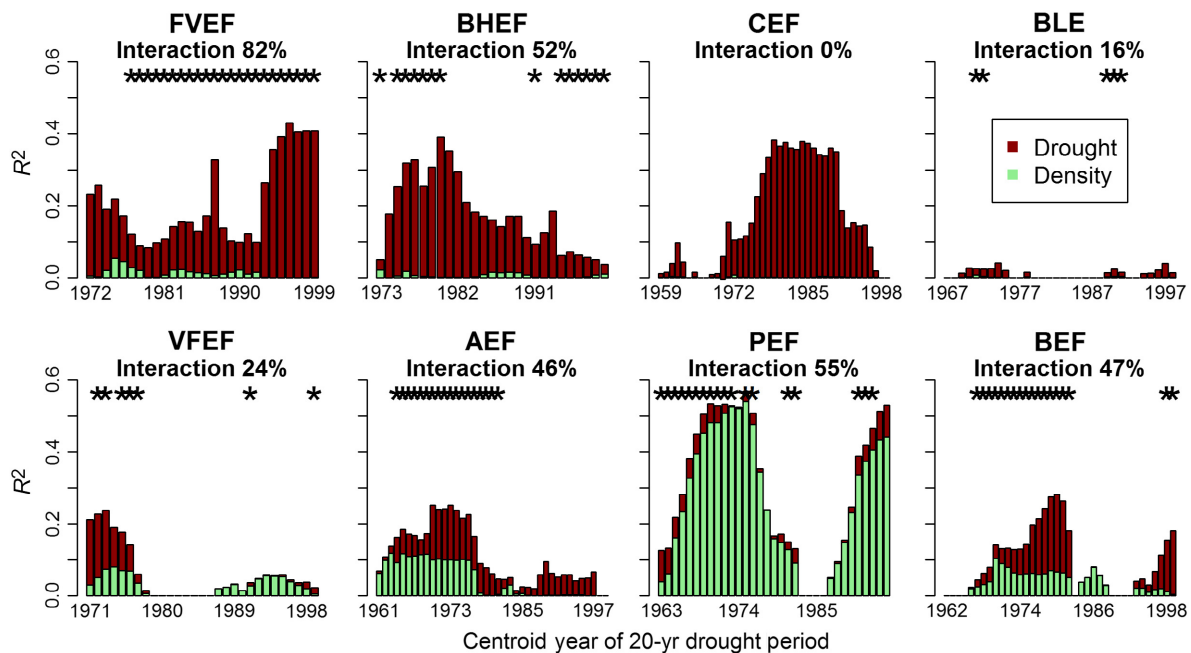 FVEF
Interaction 82%
BHEF
Interaction 52%
CEF
Interaction 0%
BLE
Interaction 16%
R2
0.0 0.2 0.4 0.6
Drought
Density
1972 1981 1990 1999
1973 1982 1991
1959 1972 1985 1998
1967 1977 1987 1997
VFEF
Interaction 24%
AEF
Interaction 46%
PEF
Interaction 55%
BEF
Interaction 47%
R2
0.0 0.2 0.4 0.6
1971 1980 1989 1998
1961 1973 1985 1997
1963 1974 1985
1962 1974 1986 1998
Centroid year of 20-yr drought period